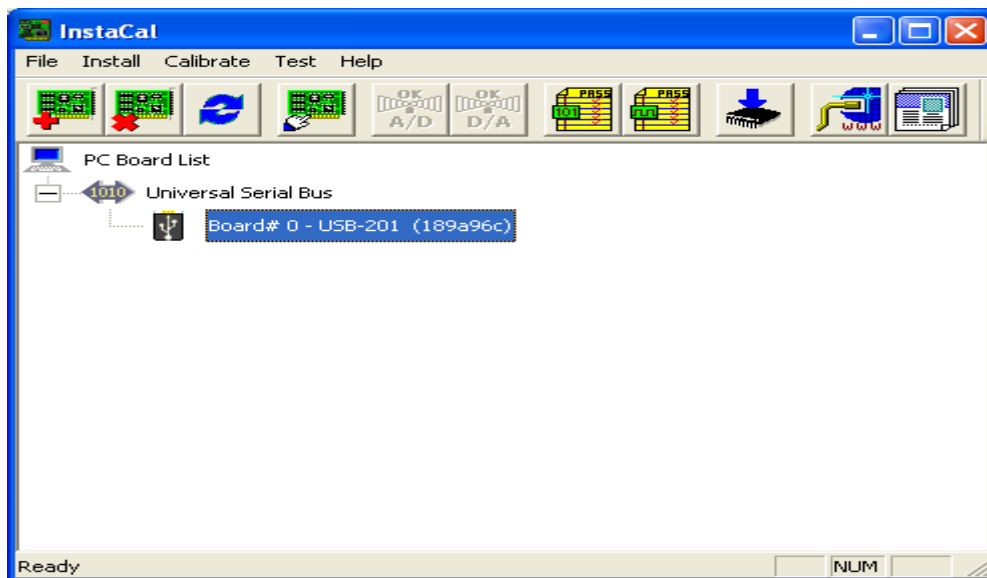 InstaCal
File Install Calibrate Test Help
OK A/D OK D/A PASS 101 PASS www
PC Board List
1010 Universal Serial Bus
Board# 0 - USB-201 (189a96c)
Ready NUM